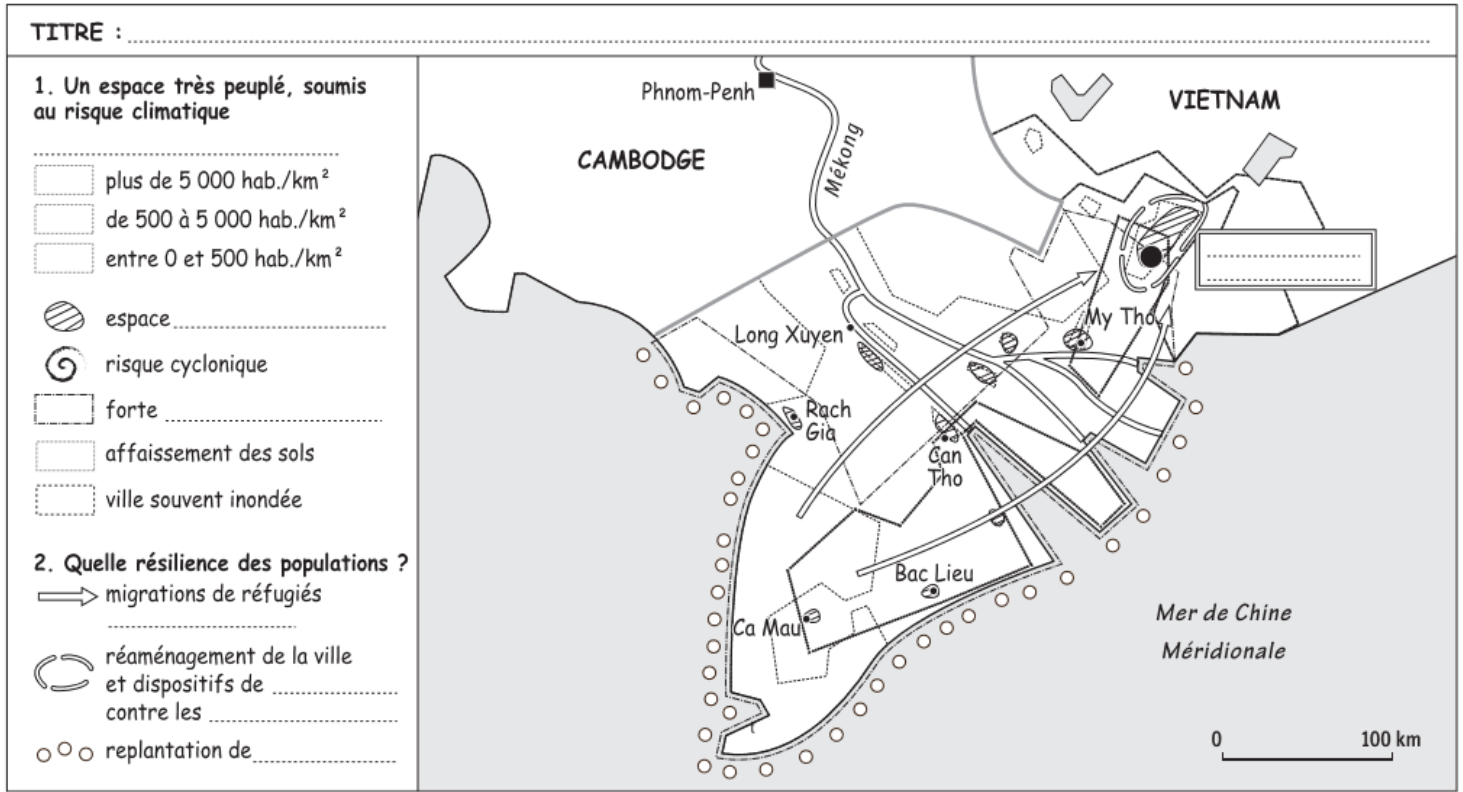 TITRE :
1. Un espace très peuplé, soumis
au risque climatique
plus de 5 000 hab./km²
de 500 à 5 000 hab./km²
entre 0 et 500 hab./km²
espace
risque cyclonique
forte
affaissement des sols
ville souvent inondée
2. Quelle résilience des populations ?
migrations de réfugiés
réaménagement de la ville
et dispositifs de
contre les
replantation de
Phnom-Penh
VIETNAM
CAMBODGE
Mékong
My Tho
Long Xuyen
Rach
Gia
Can
Tho
Bac Lieu
Ca Mau
Mer de Chine
Méridionale
0 100 km